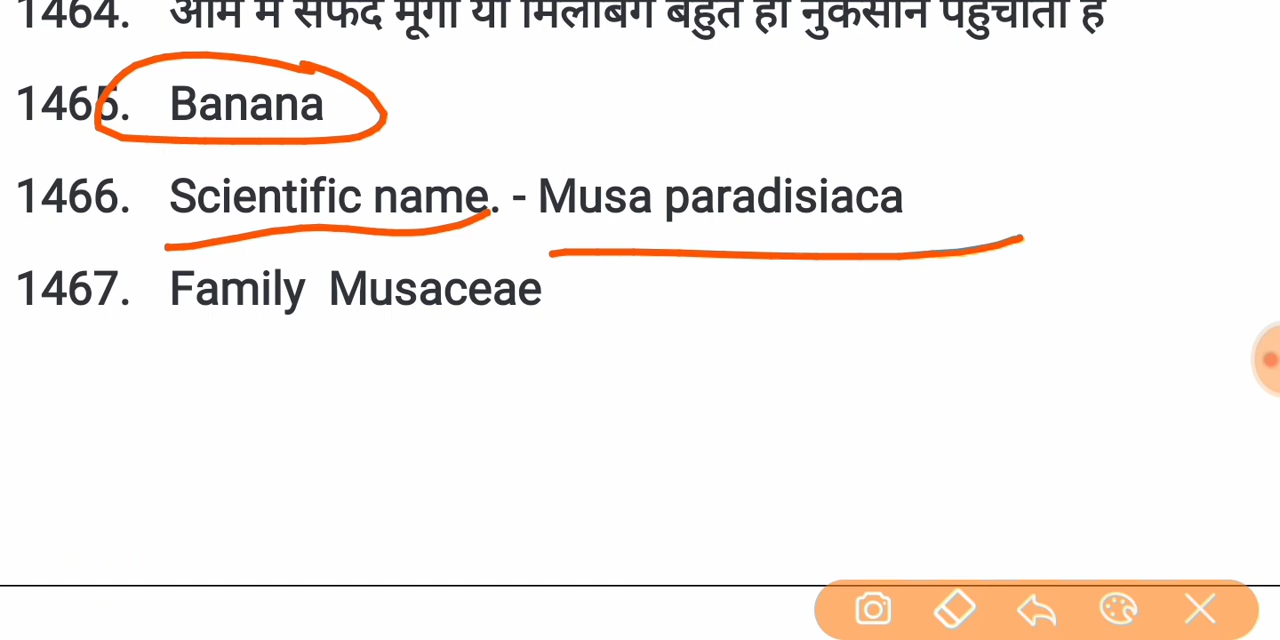 1464. आम में सफेद मूंगा या मिलीबग बहुत ही नुकसान पहुंचाता है
1465. Banana
1466. Scientific name. - Musa paradisiaca
1467. Family Musaceae